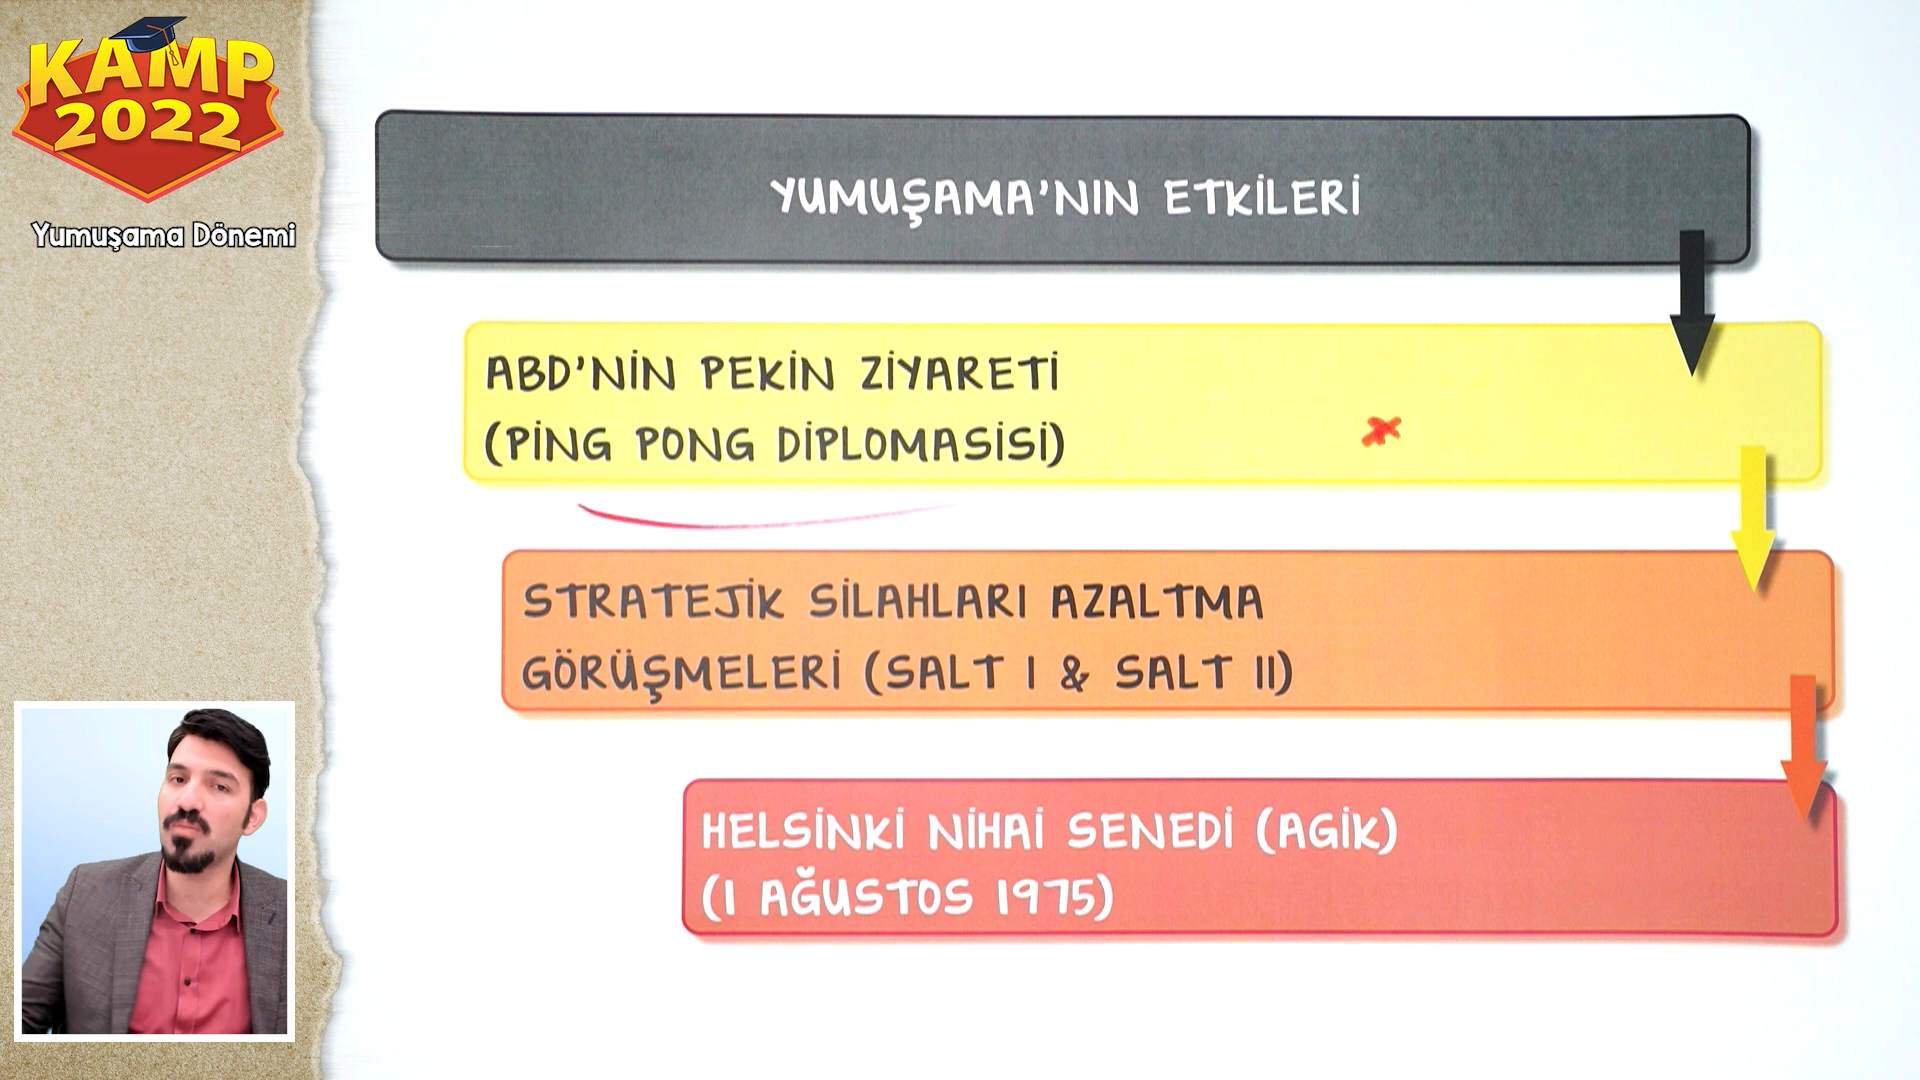 KAMP
2022
Yumuşama Dönemi
YUMUŞAMA'NIN ETKİLERİ
ABD'NİN PEKİN ZİYARETİ
(PİNG PONG DİPLOMASİSİ)
STRATEJİK SİLAHLARI AZALTMA
GÖRÜŞMELERİ (SALT I & SALT II)
HELSİNKİ NİHAİ SENEDİ (AGİK)
(1 AĞUSTOS 1975)